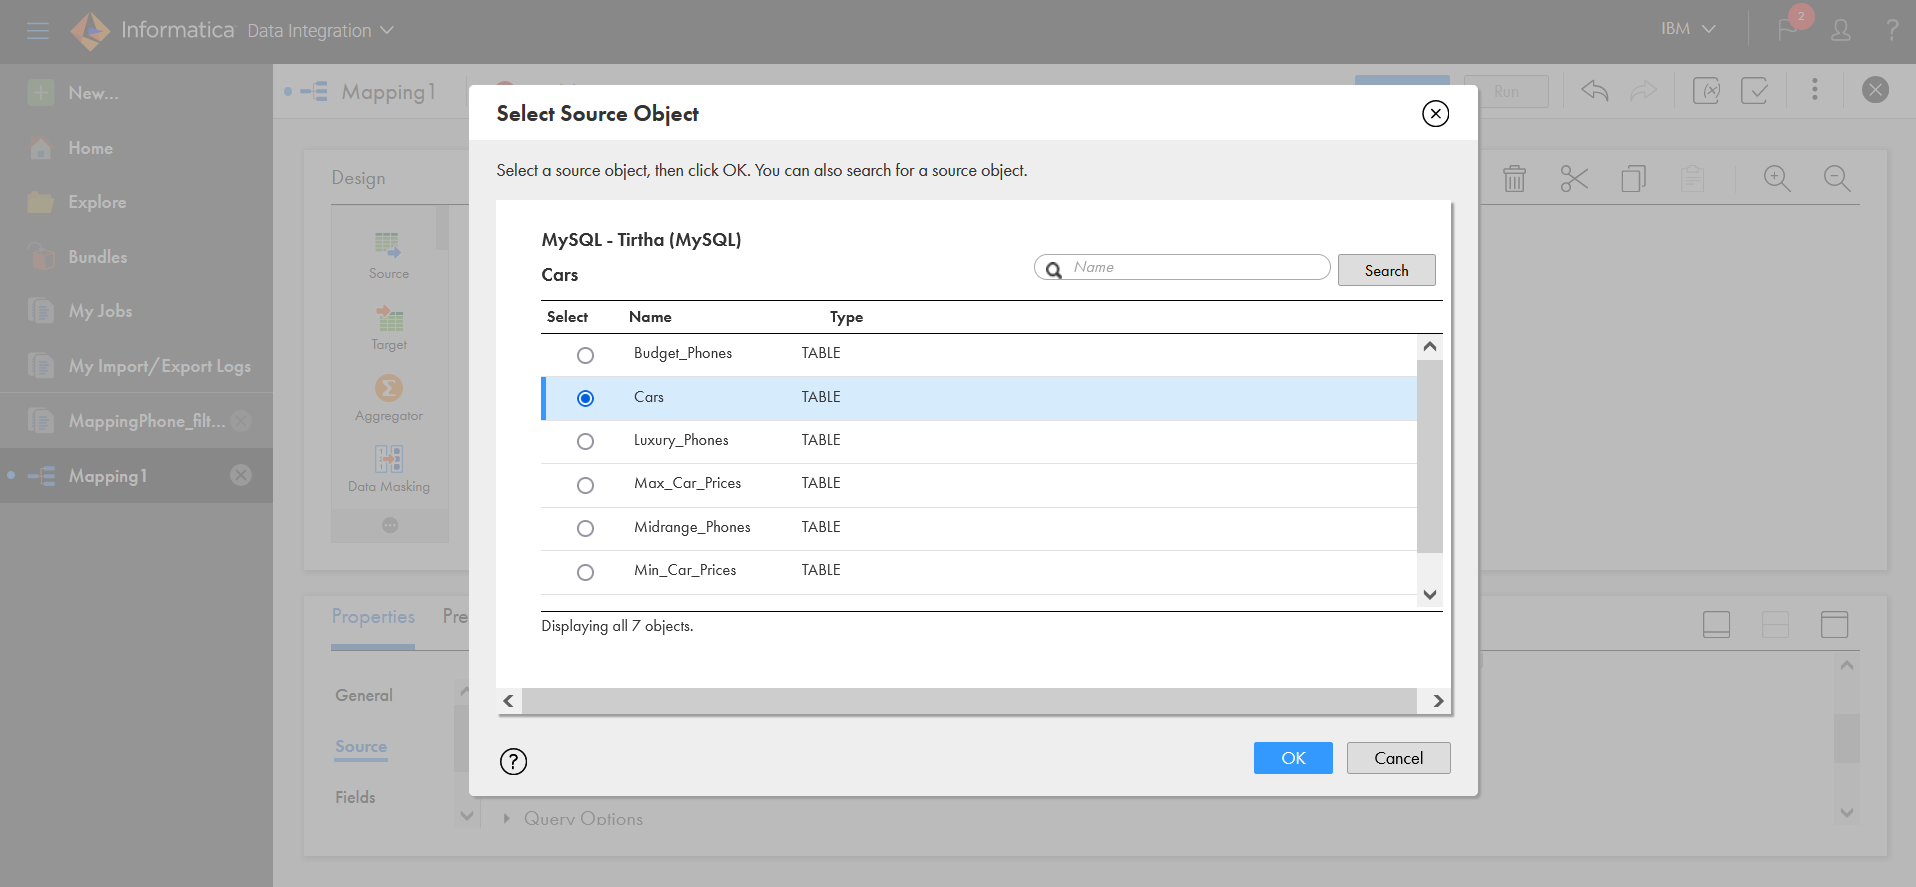 Informatica Data Integration
IBM
2
?
New...
Home
Explore
Bundles
My Jobs
My Import/Export Logs
MappingPhone_filt...
Mapping1
Mapping1
Run
Design
Source
Target
Aggregator
Data Masking
Properties Pre
General
Source
Fields
Query Options
Select Source Object
Select a source object, then click OK. You can also search for a source object.
MySQL - Tirtha (MySQL)
Cars
Name
Search
Select Name Type
Budget_Phones TABLE
Cars TABLE
Luxury_Phones TABLE
Max_Car_Prices TABLE
Midrange_Phones TABLE
Min_Car_Prices TABLE
Displaying all 7 objects.
?
OK
Cancel